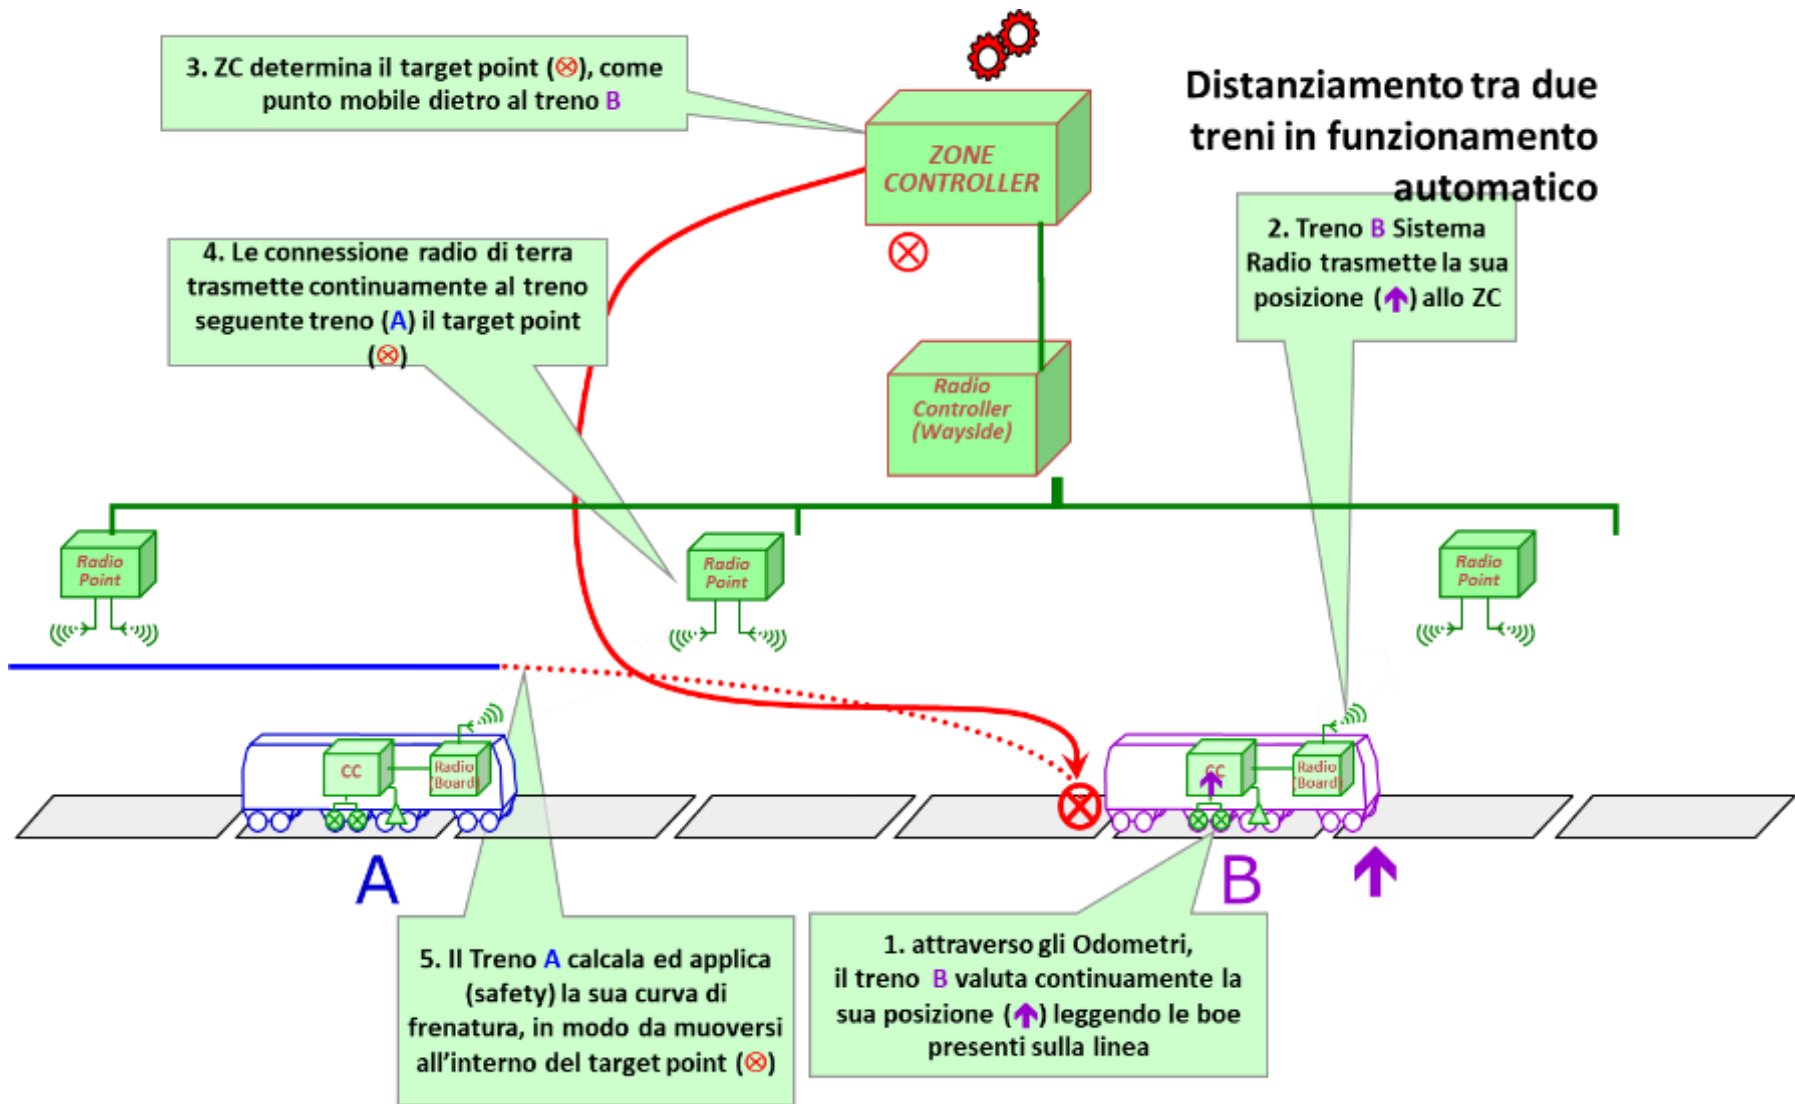 Distanziamento tra due
treni in funzionamento
automatico
3. ZC determina il target point (⊗), come
punto mobile dietro al treno B
ZONE
CONTROLLER
2. Treno B Sistema
Radio trasmette la sua
posizione (↑) allo ZC
4. Le connessione radio di terra
trasmette continuamente al treno
seguente treno (A) il target point
(⊗)
Radio
Controller
(Wayside)
Radio
Point
Radio
Point
Radio
Point
CC
Radio
(Board)
CC
Radio
(Board)
A
B
5. Il Treno A calcala ed applica
(safety) la sua curva di
frenatura, in modo da muoversi
all'interno del target point (⊗)
1. attraverso gli Odometri,
il treno B valuta continuamente la
sua posizione (↑) leggendo le boe
presenti sulla linea